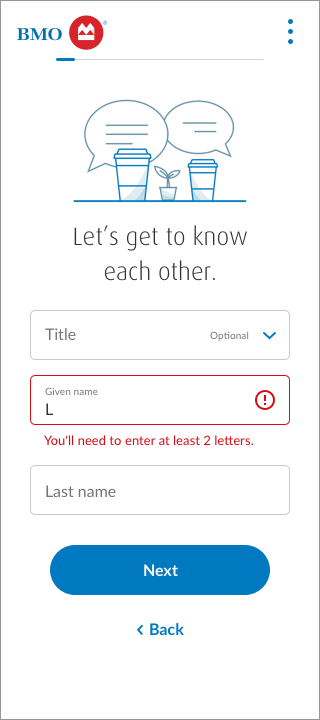 BMO
Let's get to know
each other.
Title
Optional
Given name
L
You'll need to enter at least 2 letters.
Last name
Next
Back